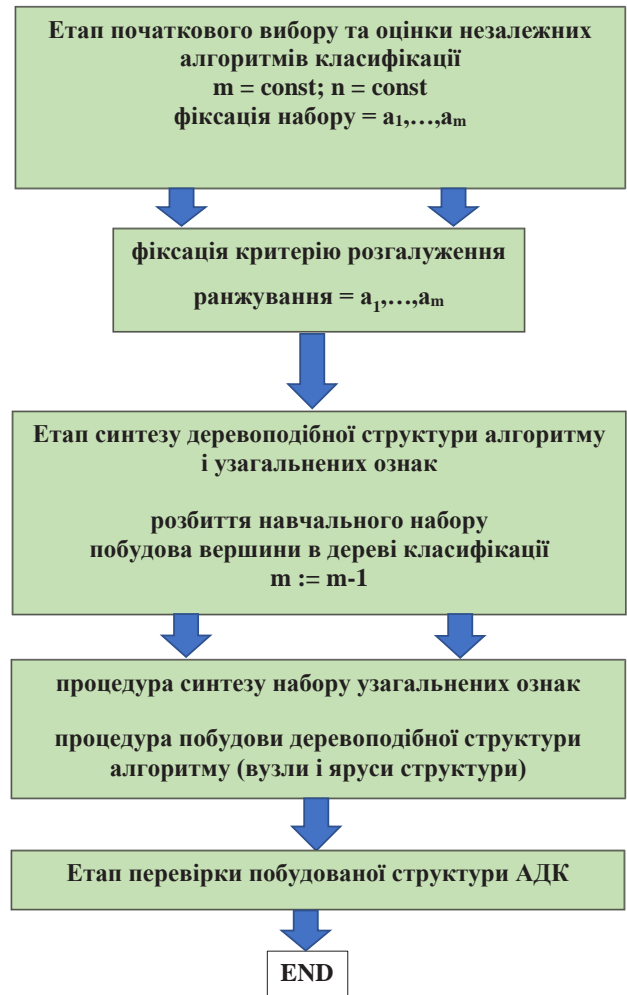 Етап початкового вибору та оцінки незалежних
алгоритмів класифікації
m = const; n = const
фіксація набору = a₁,…,aₘ
фіксація критерію розгалуження
ранжування = a₁,…,aₘ
Етап синтезу деревоподібної структури алгоритму
і узагальнених ознак
розбиття навчального набору
побудова вершини в дереві класифікації
m := m-1
процедура синтезу набору узагальнених ознак
процедура побудови деревоподібної структури
алгоритму (вузли і яруси структури)
Етап перевірки побудованої структури АДК
END